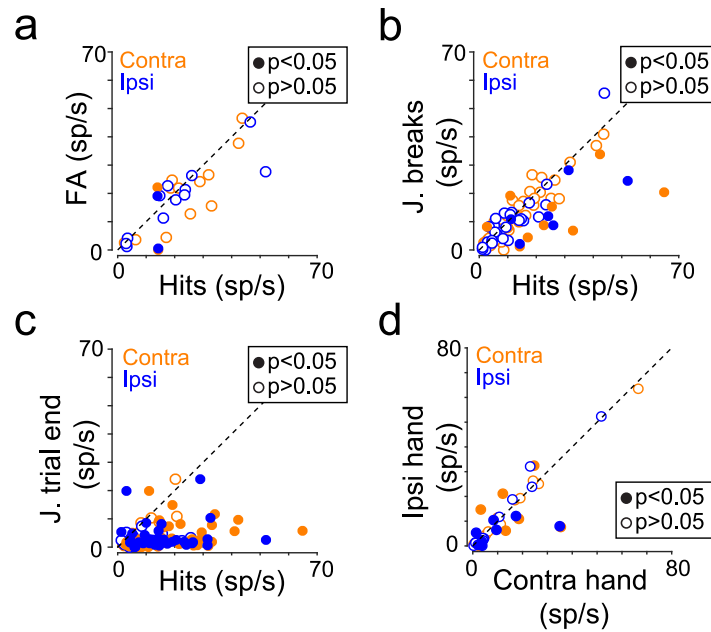 a
70
Contra
Ipsi
p<0.05
p>0.05
FA (sp/s)
0
0
70
Hits (sp/s)
b
70
Contra
Ipsi
p<0.05
p>0.05
J. breaks
(sp/s)
0
0
70
Hits (sp/s)
c
70
Contra
Ipsi
p<0.05
p>0.05
J. trial end
(sp/s)
0
0
70
Hits (sp/s)
d
80
Contra
Ipsi
p<0.05
p>0.05
Ipsi hand
(sp/s)
0
0
80
Contra hand
(sp/s)